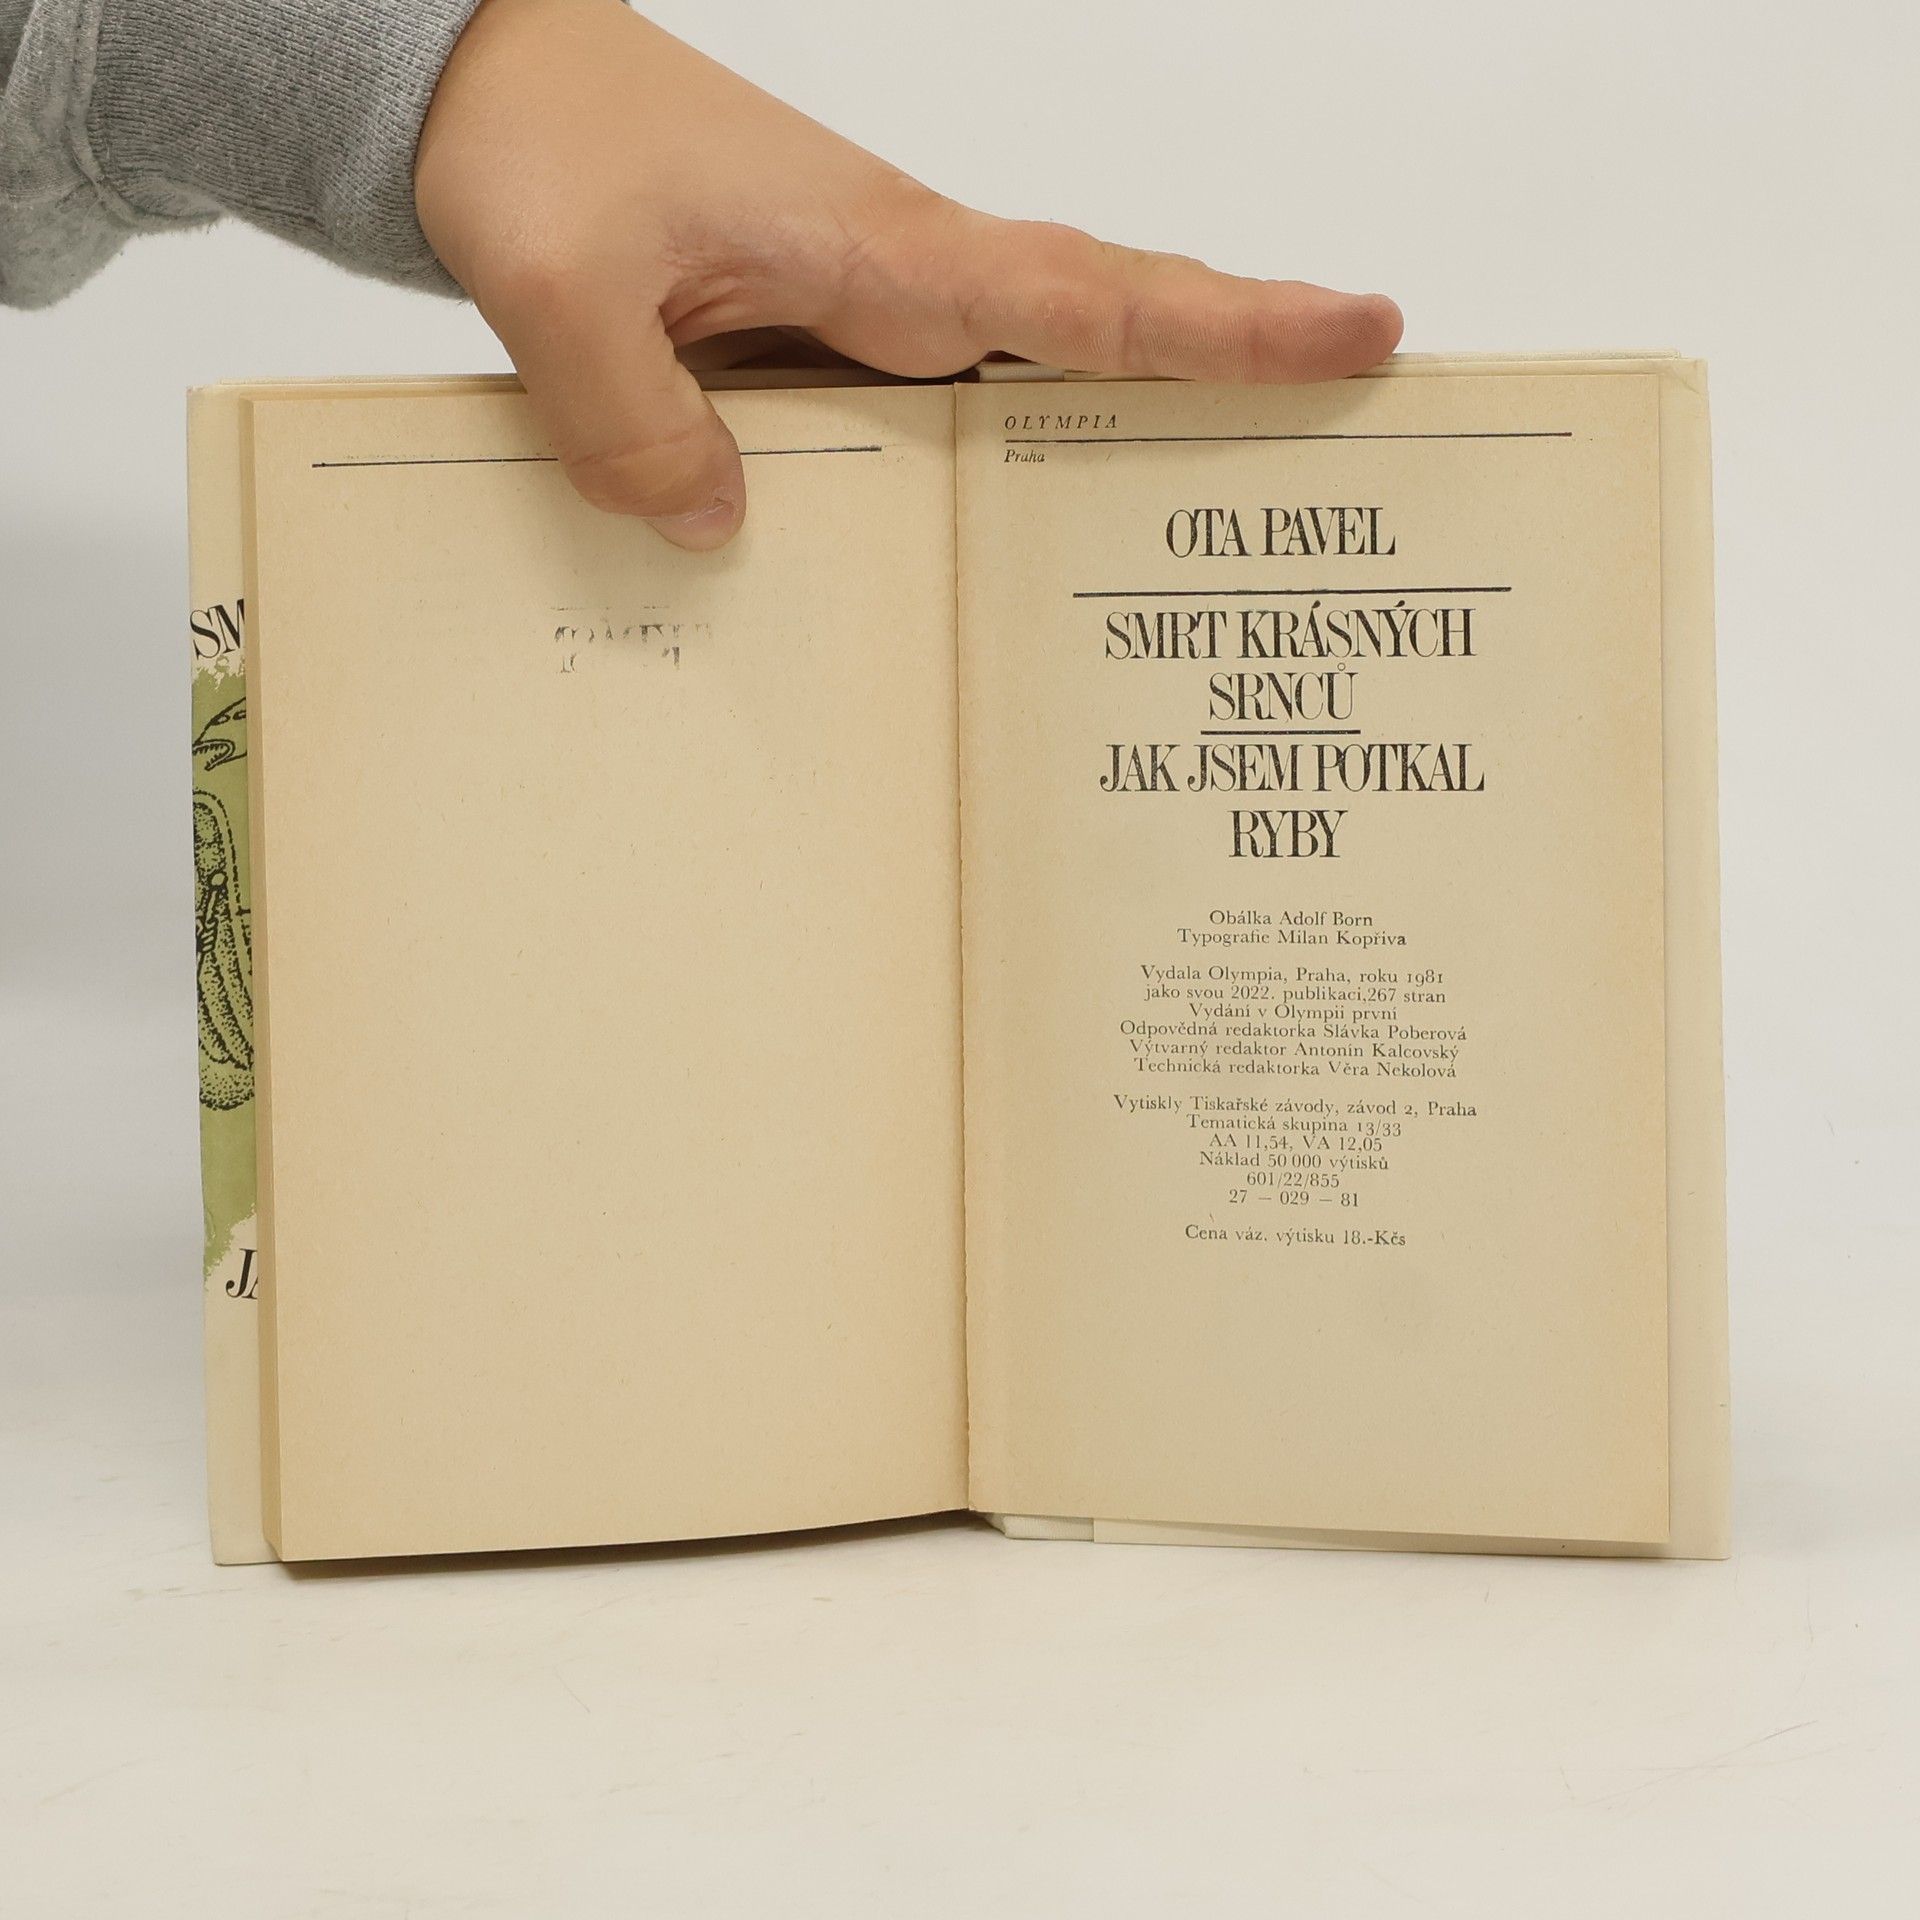 SM
JA
OLYMPIA
Praha
OTA PAVEL
SMRT KRÁSNÝCH
SRNCŮ
JAK JSEM POTKAL
RYBY
Obálka Adolf Born
Typografie Milan Kopřiva
Vydala Olympia, Praha, roku 1981
jako svou 2022. publikaci,267 stran
Vydání v Olympii první
Odpovědná redaktorka Slávka Poberová
Výtvarný redaktor Antonín Kalcovský
Technická redaktorka Věra Nekolová
Vytiskly Tiskařské závody, závod 2, Praha
Tematická skupina 13/33
AA 11,54, VA 12,05
Náklad 50 000 výtisků
601/22/855
27 — 029 — 81
Cena váz. výtisku 18.-Kčs